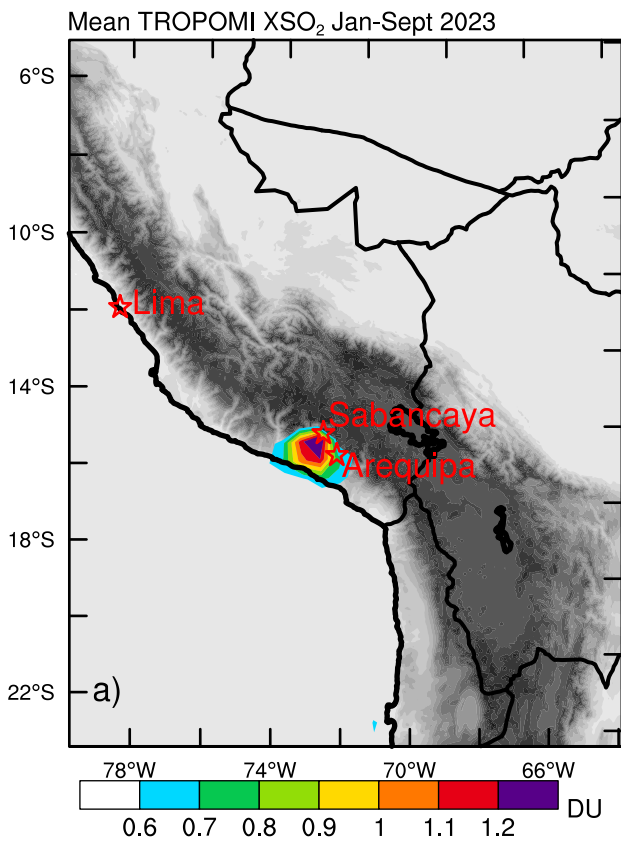 Mean TROPOMI XSO₂ Jan-Sept 2023
6°S
10°S
Lima
14°S
Sabancaya
Arequipa
18°S
22°S
a)
78°W 74°W 70°W 66°W
DU
0.6 0.7 0.8 0.9 1 1.1 1.2